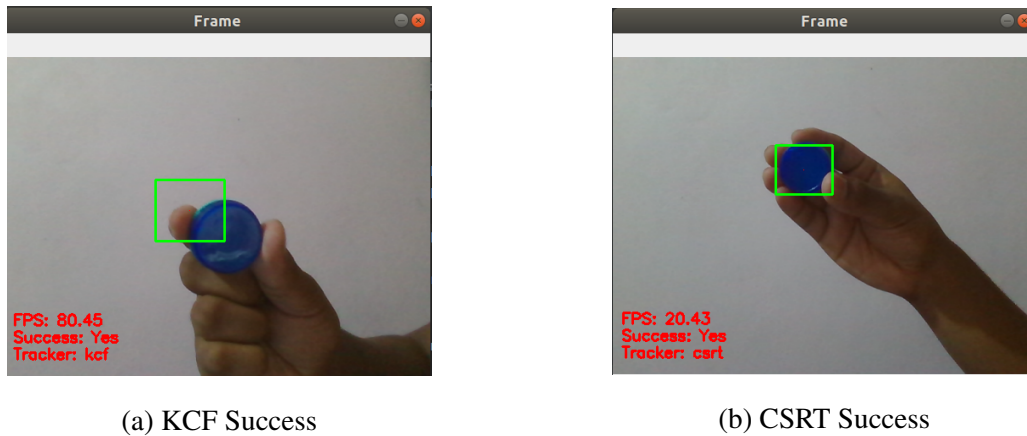 Frame
FPS: 80.45
Success: Yes
Tracker: kcf
(a) KCF Success
Frame
FPS: 20.43
Success: Yes
Tracker: csrt
(b) CSRT Success